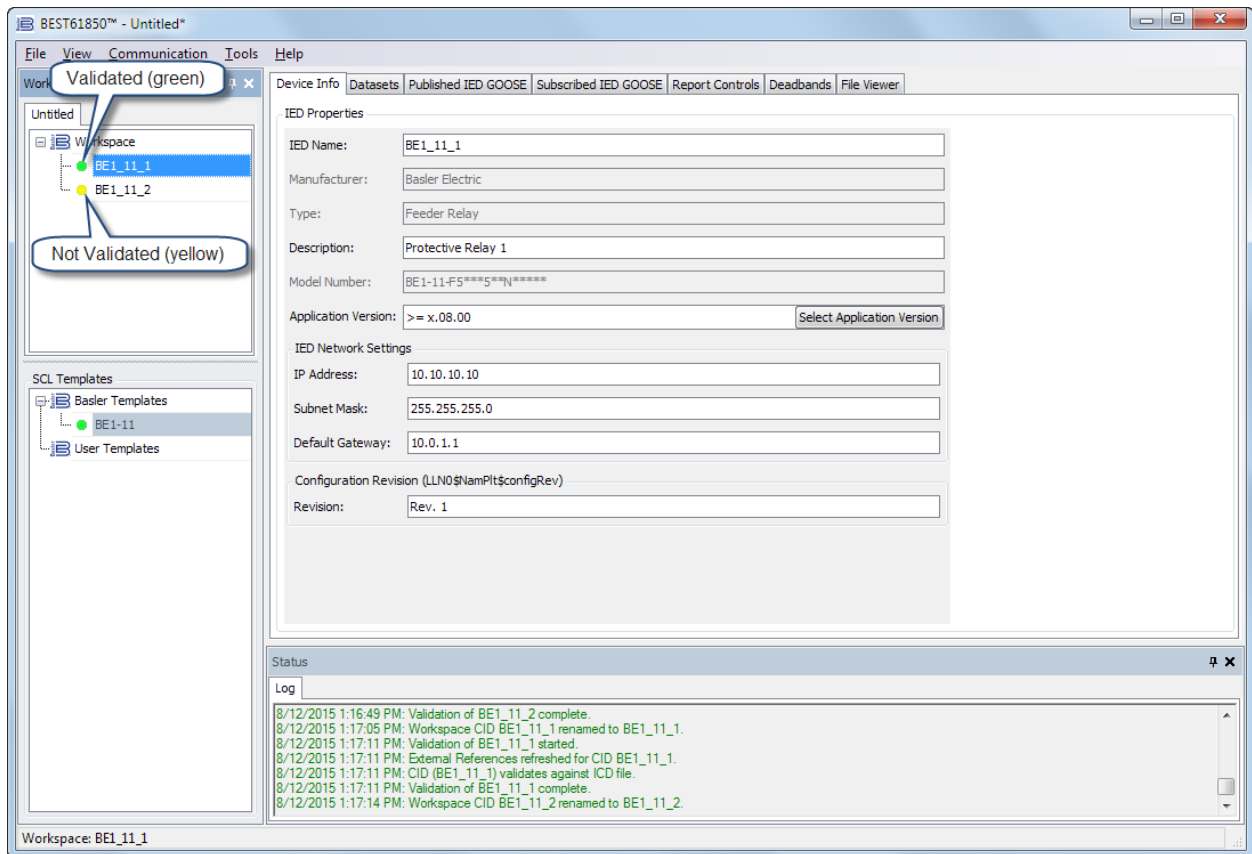 BEST61850™ - Untitled*
File View Communication Tools Help
Validated (green)
Work
Untitled
Workspace
BE1_11_1
BE1_11_2
Not Validated (yellow)
SCL Templates
Basler Templates
BE1-11
User Templates
Device Info Datasets Published IED GOOSE Subscribed IED GOOSE Report Controls Deadbands File Viewer
IED Properties
IED Name: BE1_11_1
Manufacturer: Basler Electric
Type: Feeder Relay
Description: Protective Relay 1
Model Number: BE1-11-F5***5**N*****
Application Version: >= x.08.00 Select Application Version
IED Network Settings
IP Address: 10.10.10.10
Subnet Mask: 255.255.255.0
Default Gateway: 10.0.1.1
Configuration Revision (LLN0$NamPlt$configRev)
Revision: Rev. 1
Status
Log
8/12/2015 1:16:49 PM: Validation of BE1_11_2 complete.
8/12/2015 1:17:05 PM: Workspace CID BE1_11_1 renamed to BE1_11_1.
8/12/2015 1:17:11 PM: Validation of BE1_11_1 started.
8/12/2015 1:17:11 PM: External References refreshed for CID BE1_11_1.
8/12/2015 1:17:11 PM: CID (BE1_11_1) validates against ICD file.
8/12/2015 1:17:11 PM: Validation of BE1_11_1 complete.
8/12/2015 1:17:14 PM: Workspace CID BE1_11_2 renamed to BE1_11_2.
Workspace: BE1_11_1